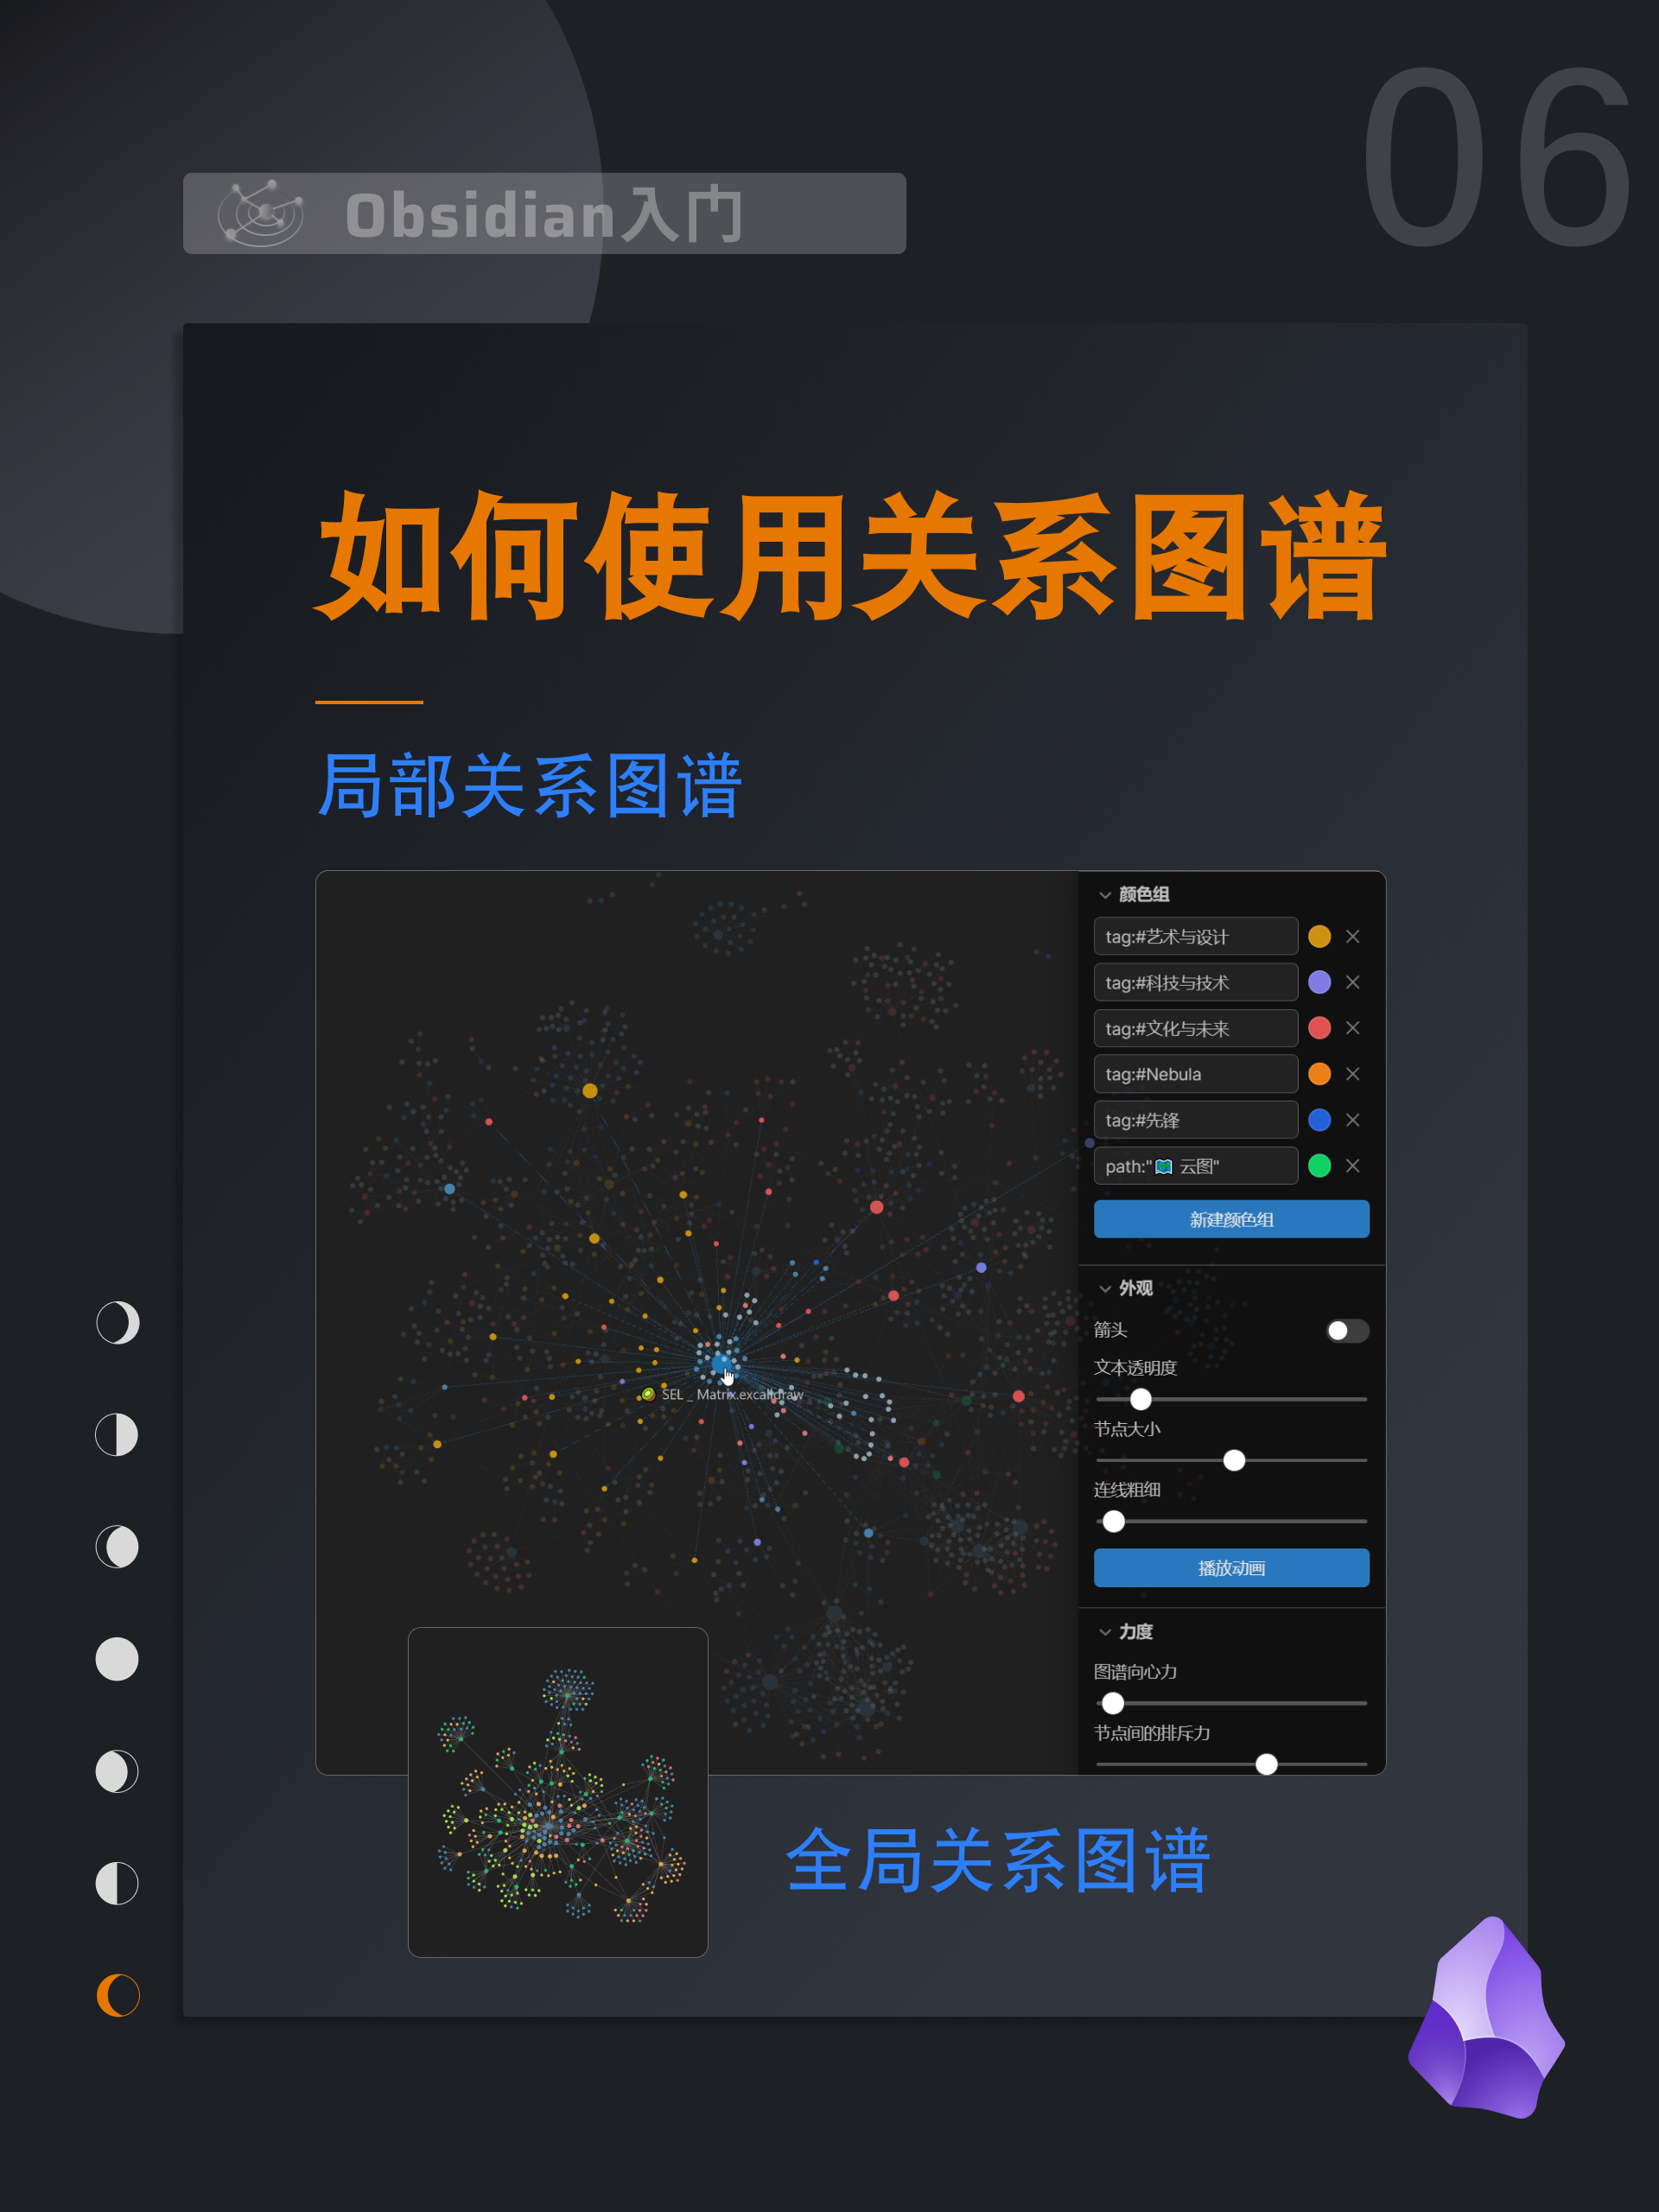 06
Obsidian入门
如何使用关系图谱
局部关系图谱
颜色组
tag:#艺术与设计
tag:#科技与技术
tag:#文化与未来
tag:#Nebula
tag:#先锋
path:"🗺️ 云图"
新建颜色组
外观
箭头
文本透明度
SEL _ Matrix.excalidraw
节点大小
连线粗细
播放动画
力度
图谱向心力
节点间的排斥力
全局关系图谱